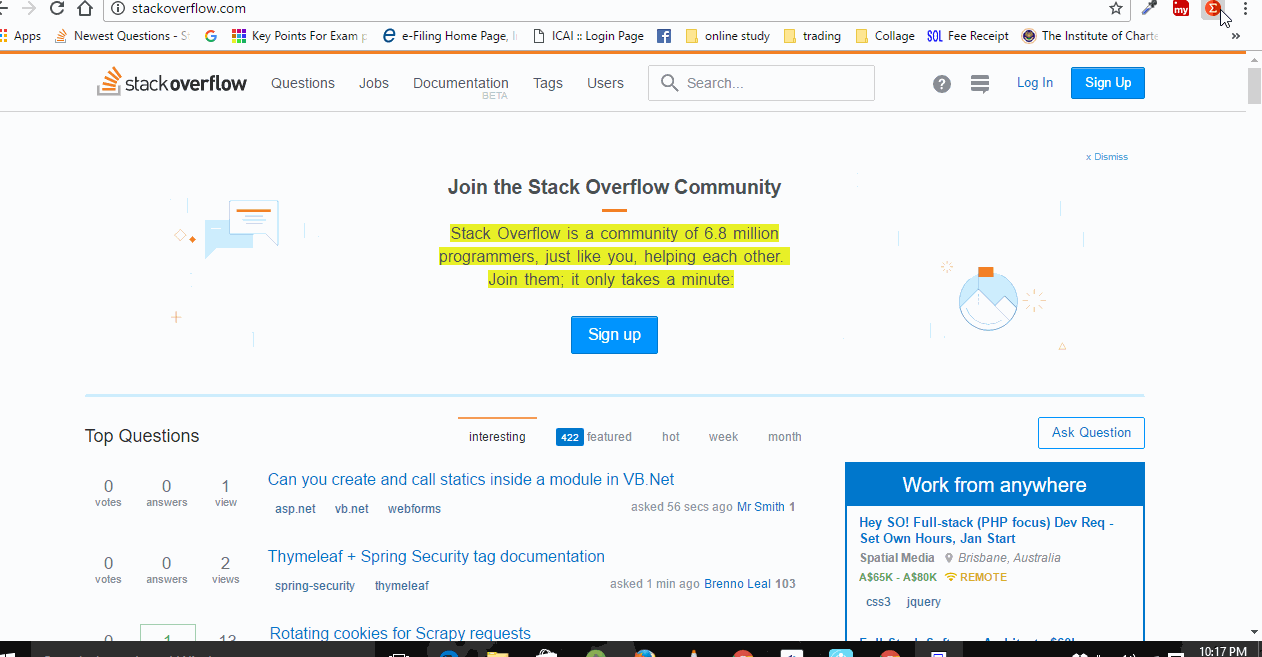 stackoverflow.com
my
Σ
Apps
Newest Questions - S
Key Points For Exam p
e-Filing Home Page, I
ICAI :: Login Page
online study
trading
Collage
SOL Fee Receipt
The Institute of Charte
»
stackoverflow
Questions
Jobs
Documentation
BETA
Tags
Users
Search...
?
Log In
Sign Up
x Dismiss
Join the Stack Overflow Community
Stack Overflow is a community of 6.8 million
programmers, just like you, helping each other.
Join them; it only takes a minute:
Sign up
Top Questions
interesting
422 featured
hot
week
month
Ask Question
0 votes
0 answers
1 view
Can you create and call statics inside a module in VB.Net
asp.net vb.net webforms
asked 56 secs ago Mr Smith 1
0 votes
0 answers
2 views
Thymeleaf + Spring Security tag documentation
spring-security thymeleaf
asked 1 min ago Brenno Leal 103
0
1
13
Rotating cookies for Scrapy requests
Work from anywhere
Hey SO! Full-stack (PHP focus) Dev Req -
Set Own Hours, Jan Start
Spatial Media Brisbane, Australia
A$65K - A$80K REMOTE
css3 jquery
10:17 PM